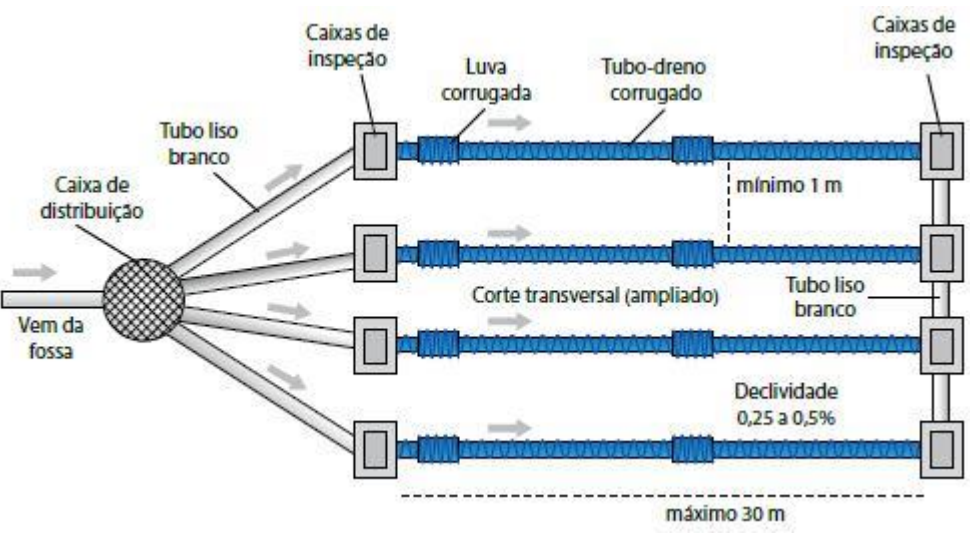 Caixas de
inspeção
Caixas de
inspeção
Luva
corrugada
Tubo-dreno
corrugado
Tubo liso
branco
Caixa de
distribuição
mínimo 1 m
Vem da
fossa
Corte transversal (ampliado)
Tubo liso
branco
Declividade
0,25 a 0,5%
máximo 30 m